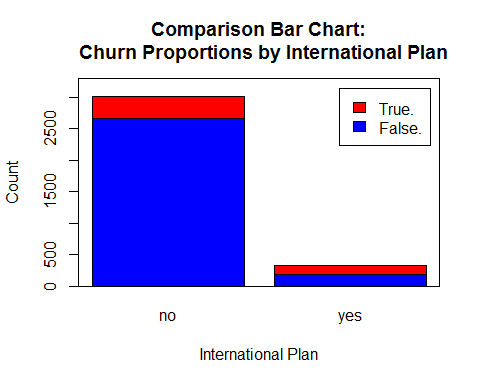 Comparison Bar Chart:
Churn Proportions by International Plan
True.
False.
Count
2500
1500
500
0
no
yes
International Plan